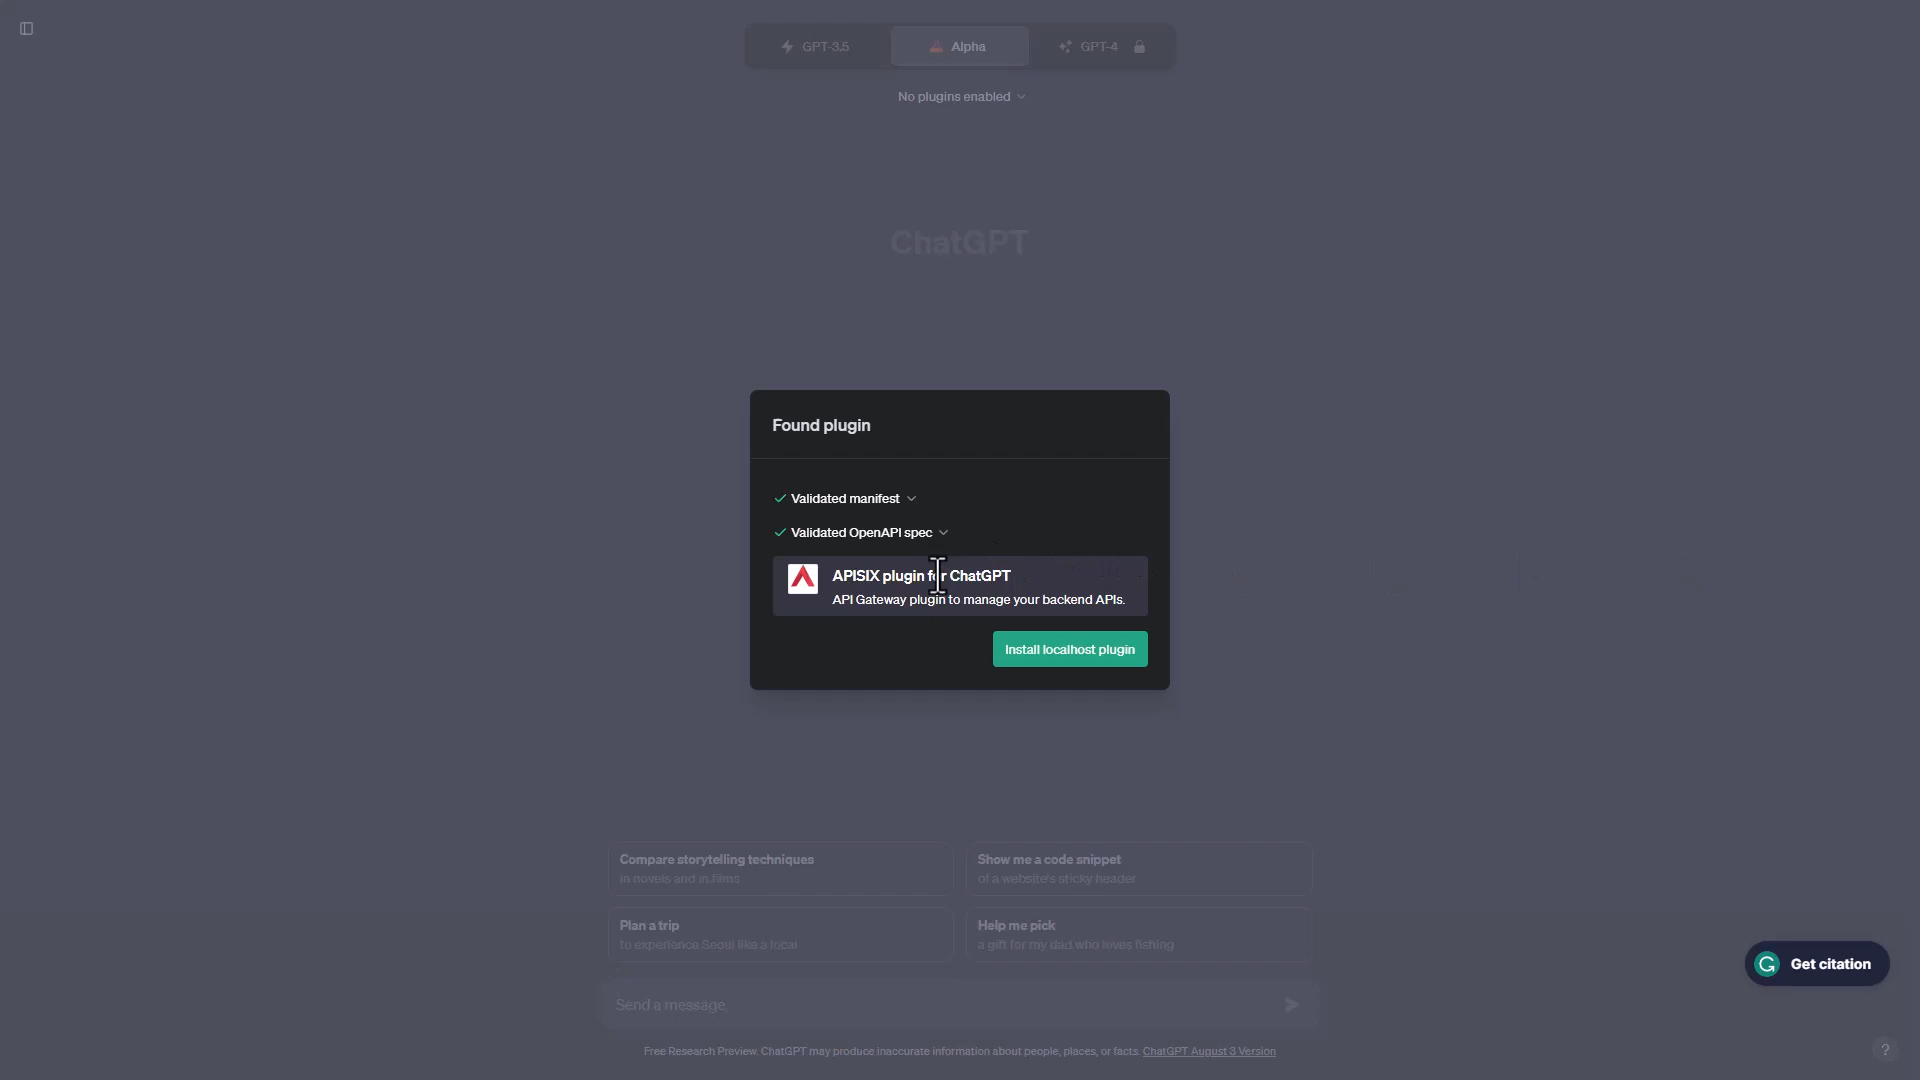 GPT-3.5
Alpha
GPT-4
No plugins enabled
ChatGPT
Found plugin
Validated manifest
Validated OpenAPI spec
APISIX plugin for ChatGPT
API Gateway plugin to manage your backend APIs.
Install localhost plugin
Compare storytelling techniques
in novels and in films
Show me a code snippet
of a website's sticky header
Plan a trip
to experience Seoul like a local
Help me pick
a gift for my dad who loves fishing
Get citation
Send a message
Free Research Preview. ChatGPT may produce inaccurate information about people, places, or facts. ChatGPT August 3 Version
?